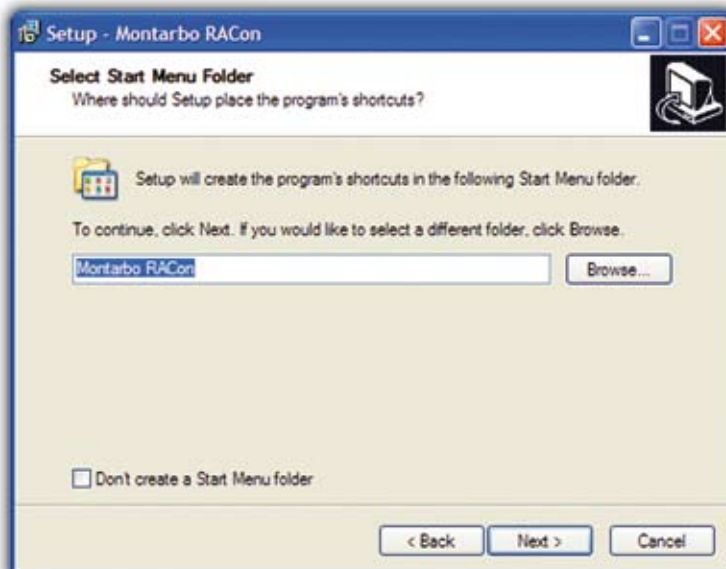 Setup - Montarbo RACon
Select Start Menu Folder
Where should Setup place the program's shortcuts?
Setup will create the program's shortcuts in the following Start Menu folder.
To continue, click Next. If you would like to select a different folder, click Browse.
Montarbo RACon
Browse...
Don't create a Start Menu folder
< Back
Next >
Cancel